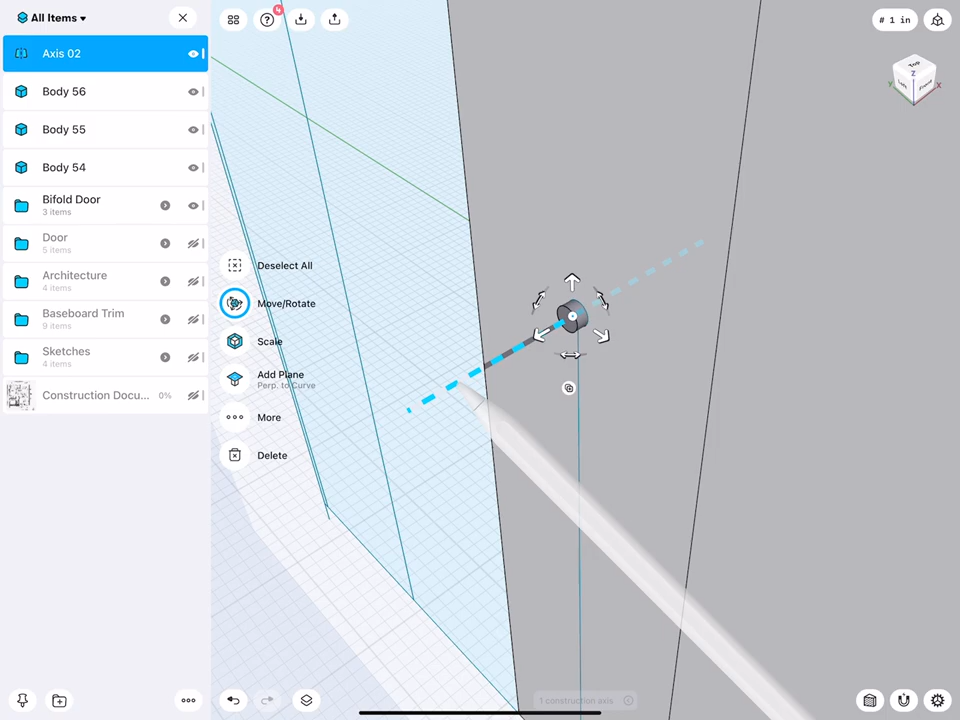 All Items
Axis 02
Body 56
Body 55
Body 54
Bifold Door
3 items
Door
5 items
Architecture
4 items
Baseboard Trim
9 items
Sketches
4 items
Construction Docu... 0%
4
# 1 in
Top
Z
Left
Front
Y
X
Deselect All
Move/Rotate
Scale
Add Plane
Perp. to Curve
More
Delete
1 construction axis